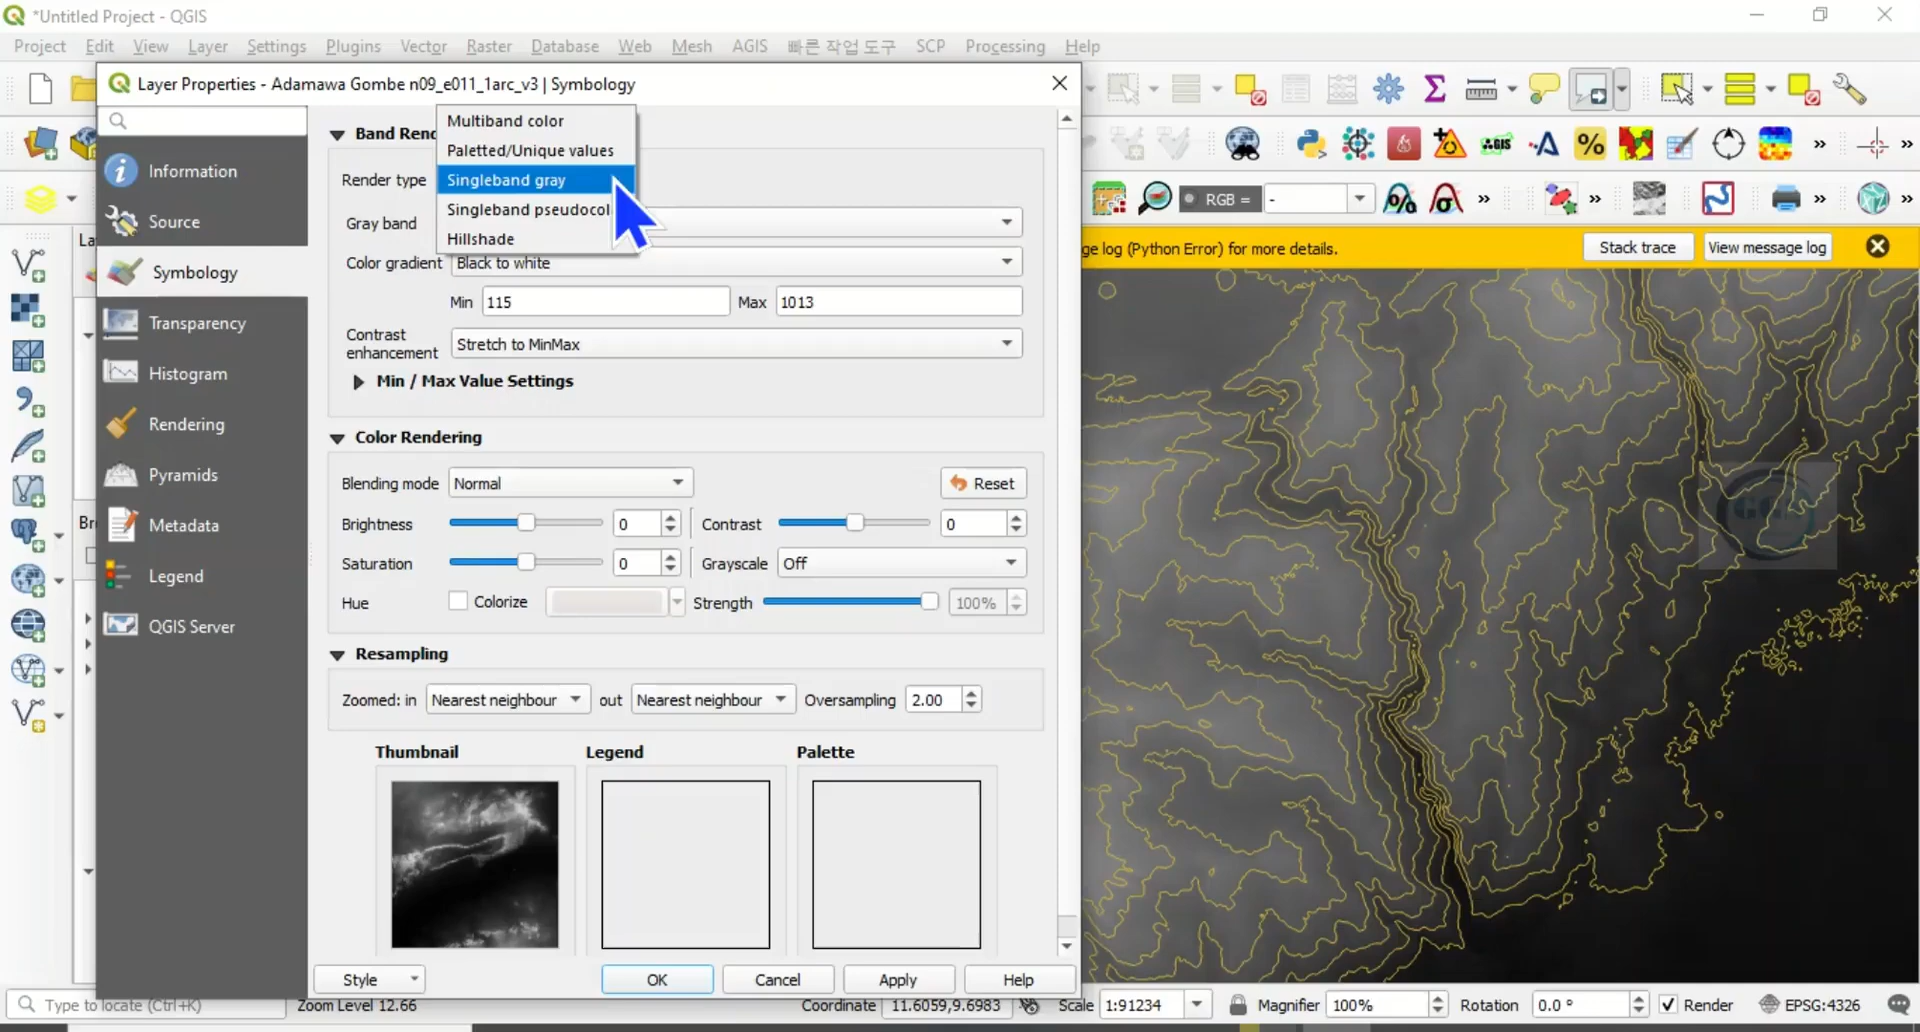 *Untitled Project - QGIS
Project Edit View Layer Settings Plugins Vector Raster Database Web Mesh AGIS 빠른 작업 도구 SCP Processing Help
Layer Properties - Adamawa Gombe n09_e011_1arc_v3 | Symbology
Information
Source
Symbology
Transparency
Histogram
Rendering
Pyramids
Metadata
Legend
QGIS Server
Multiband color
Paletted/Unique values
Singleband gray
Singleband pseudocol
Hillshade
Render type
Gray band
Color gradient Black to white
Min 115 Max 1013
Contrast
enhancement Stretch to MinMax
Min / Max Value Settings
Color Rendering
Blending mode Normal Reset
Brightness 0 Contrast 0
Saturation 0 Grayscale Off
Hue Colorize Strength 100%
Resampling
Zoomed: in Nearest neighbour out Nearest neighbour Oversampling 2.00
Thumbnail Legend Palette
Style OK Cancel Apply Help
RGB = -
ge log (Python Error) for more details. Stack trace View message log
Type to locate (Ctrl+K) Zoom Level 12.66 Coordinate 11.6059,9.6983 Scale 1:91234 Magnifier 100% Rotation 0.0 ° Render EPSG:4326